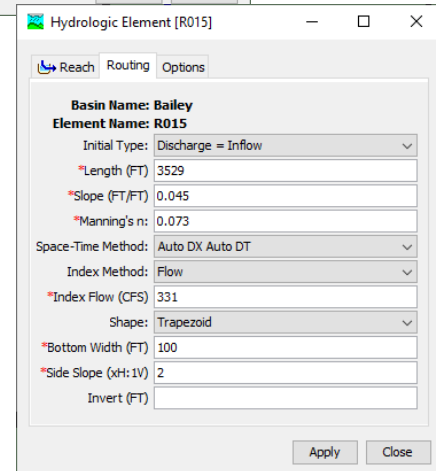 Hydrologic Element [R015]
Reach Routing Options
Basin Name: Bailey
Element Name: R015
Initial Type: Discharge = Inflow
*Length (FT) 3529
*Slope (FT/FT) 0.045
*Manning's n: 0.073
Space-Time Method: Auto DX Auto DT
Index Method: Flow
*Index Flow (CFS) 331
Shape: Trapezoid
*Bottom Width (FT) 100
*Side Slope (xH:1V) 2
Invert (FT)
Apply Close